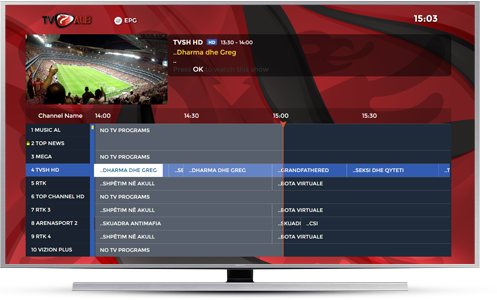 TV ALB
EPG
15:03
TVSH HD HD 13:30 - 14:00
..Dharma dhe Greg
..
Press OK to watch this show
Channel Name 14:00 14:30 15:00 15:30
1 MUSIC AL NO TV PROGRAMS
2 TOP NEWS
3 MEGA NO TV PROGRAMS
4 TVSH HD ..DHARMA DHE GREG ..SE ..DHARMA DHE GREG ..GRANDFATHERED ..SEKSI DHE QYTETI ..T
5 RTK ..SHPËTIM NË AKULL ..BOTA VIRTUALE
6 TOP CHANNEL HD NO TV PROGRAMS
7 RTK 3 ..SHPËTIM NË AKULL ..BOTA VIRTUALE
8 ARENASPORT 2 ..SKUADRA ANTIMAFIA ..SKUADI ..CSI
9 RTK 4 ..SHPËTIM NË AKULL ..BOTA VIRTUALE
10 VIZION PLUS NO TV PROGRAMS